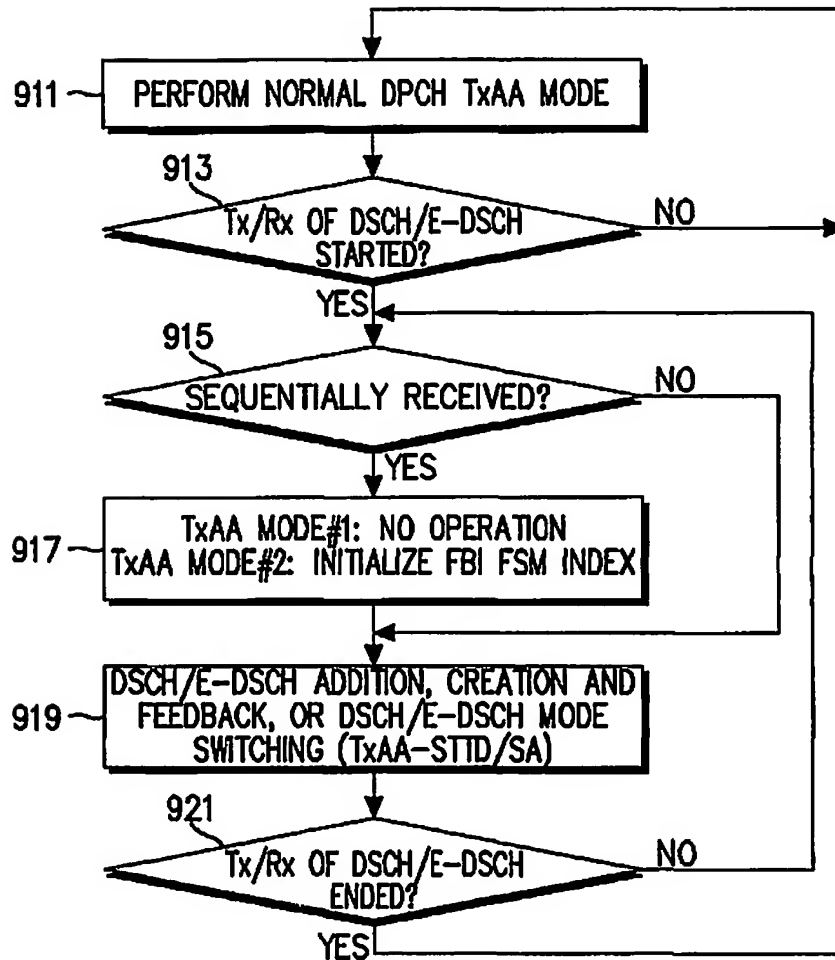 911
PERFORM NORMAL DPCH TxAA MODE
913
Tx/Rx OF DSCH/E-DSCH
STARTED?
NO
YES
915
SEQUENTIALLY RECEIVED?
NO
YES
917
TxAA MODE#1: NO OPERATION
TxAA MODE#2: INITIALIZE FBI FSM INDEX
919
DSCH/E-DSCH ADDITION, CREATION AND
FEEDBACK, OR DSCH/E-DSCH MODE
SWITCHING (TxAA-STTD/SA)
921
Tx/Rx OF DSCH/E-DSCH
ENDED?
NO
YES